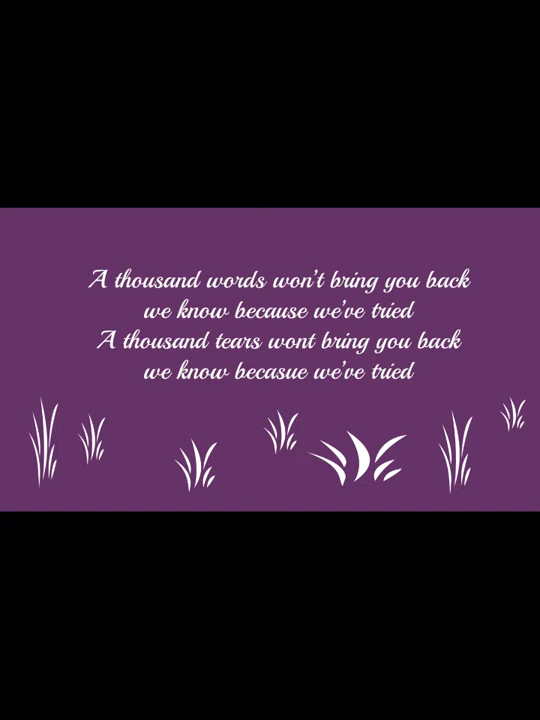 A thousand words won't bring you back
we know because we've tried
A thousand tears wont bring you back
we know becasue we've tried